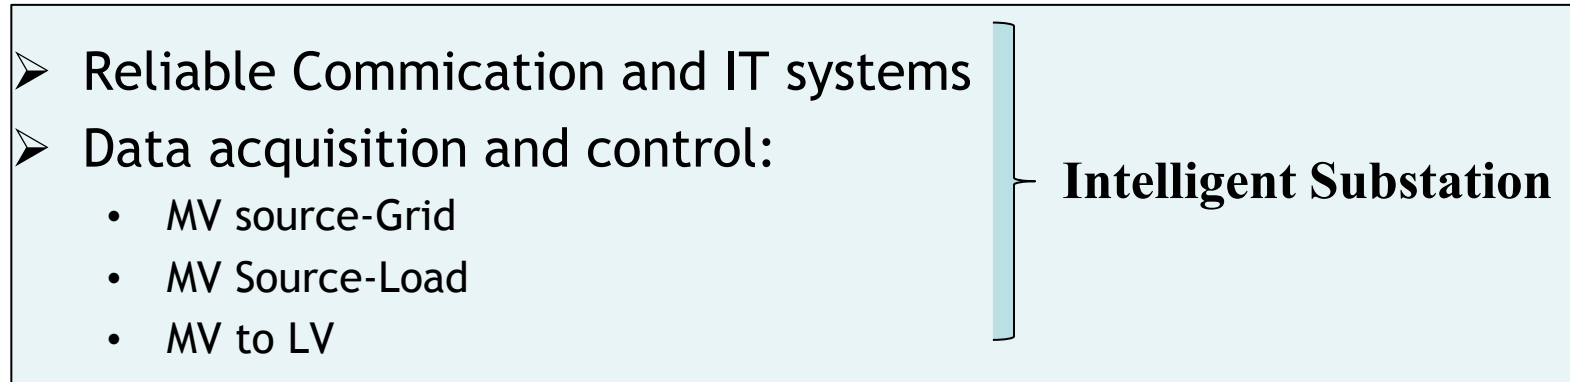 ➢ Reliable Commication and IT systems
➢ Data acquisition and control:
• MV source-Grid
• MV Source-Load
• MV to LV
Intelligent Substation